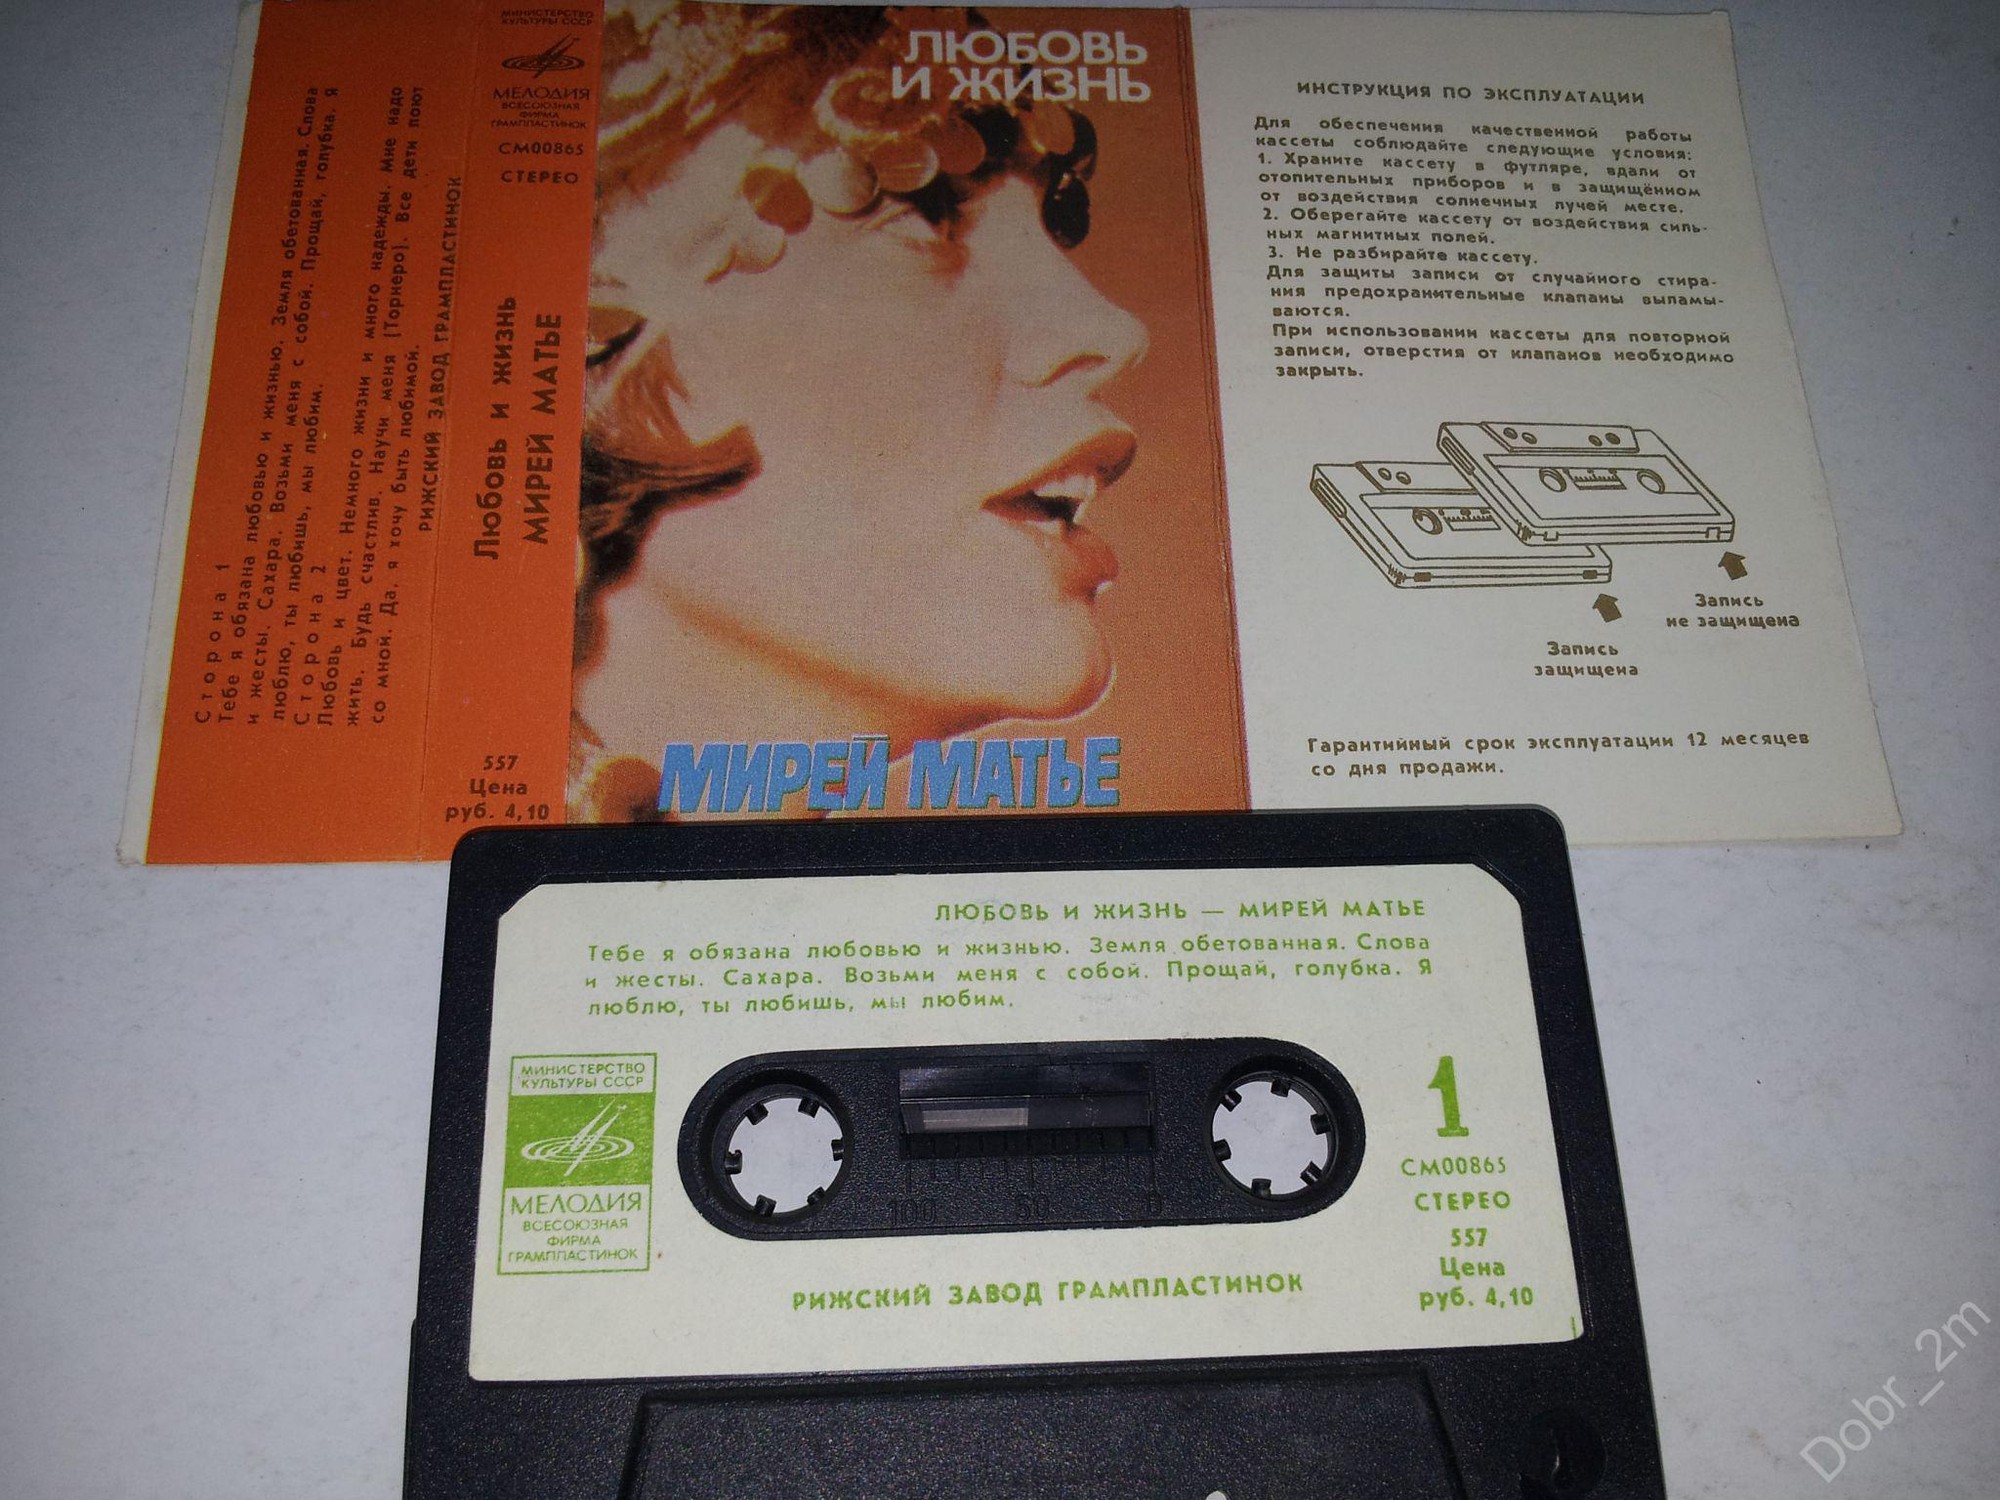 Сторона 1
Тебе я обязана любовью и жизнью. Земля обетованная. Слова
и жесты. Сахара. Возьми меня с собой. Прощай, голубка. Я
люблю, ты любишь, мы любим.
Сторона 2
Любовь и цвет. Немного жизни и много надежды. Мне надо
жить. Будь счастлив. Научи меня [Торнеро]. Все дети поют
со мной. Да, я хочу быть любимой.
РИЖСКИЙ ЗАВОД ГРАМПЛАСТИНОК
МИНИСТЕРСТВО
КУЛЬТУРЫ СССР
МЕЛОДИЯ
ВСЕСОЮЗНАЯ
ФИРМА
ГРАМПЛАСТИНОК
СМ00865
СТЕРЕО
Любовь и жизнь
МИРЕЙ МАТЬЕ
557
Цена
руб. 4,10
ЛЮБОВЬ
И ЖИЗНЬ
МИРЕЙ МАТЬЕ
ИНСТРУКЦИЯ ПО ЭКСПЛУАТАЦИИ
Для обеспечения качественной работы
кассеты соблюдайте следующие условия:
1. Храните кассету в футляре, вдали от
отопительных приборов и в защищённом
от воздействия солнечных лучей месте.
2. Оберегайте кассету от воздействия силь-
ных магнитных полей.
3. Не разбирайте кассету.
Для защиты записи от случайного стира-
ния предохранительные клапаны выламы-
ваются.
При использовании кассеты для повторной
записи, отверстия от клапанов необходимо
закрыть.
Запись
не защищена
Запись
защищена
Гарантийный срок эксплуатации 12 месяцев
со дня продажи.
ЛЮБОВЬ И ЖИЗНЬ — МИРЕЙ МАТЬЕ
Тебе я обязана любовью и жизнью. Земля обетованная. Слова
и жесты. Сахара. Возьми меня с собой. Прощай, голубка. Я
люблю, ты любишь, мы любим.
МИНИСТЕРСТВО
КУЛЬТУРЫ СССР
МЕЛОДИЯ
ВСЕСОЮЗНАЯ
ФИРМА
ГРАМПЛАСТИНОК
100 50 0
1
СМ00865
СТЕРЕО
557
Цена
руб. 4,10
РИЖСКИЙ ЗАВОД ГРАМПЛАСТИНОК
Dobr_2m